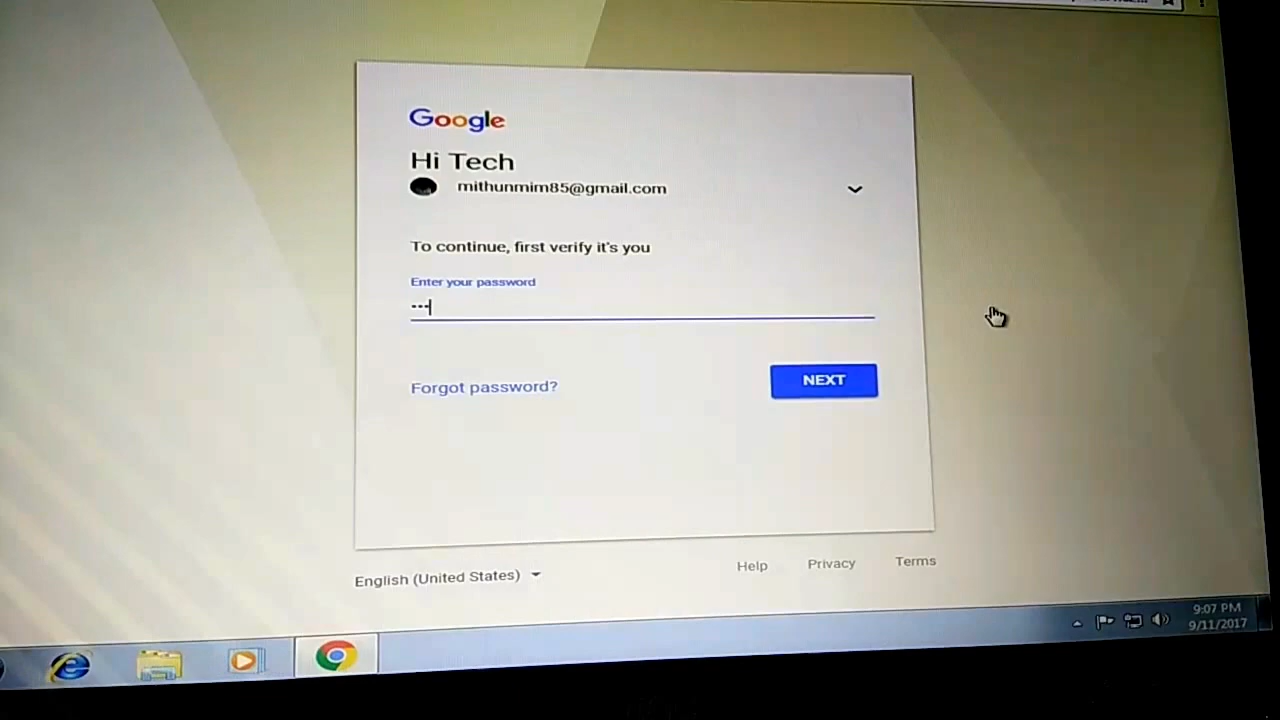 Google
Hi Tech
mithunmim85@gmail.com
To continue, first verify it's you
Enter your password
Forgot password?
NEXT
English (United States)
Help
Privacy
Terms
9:07 PM
9/11/2017